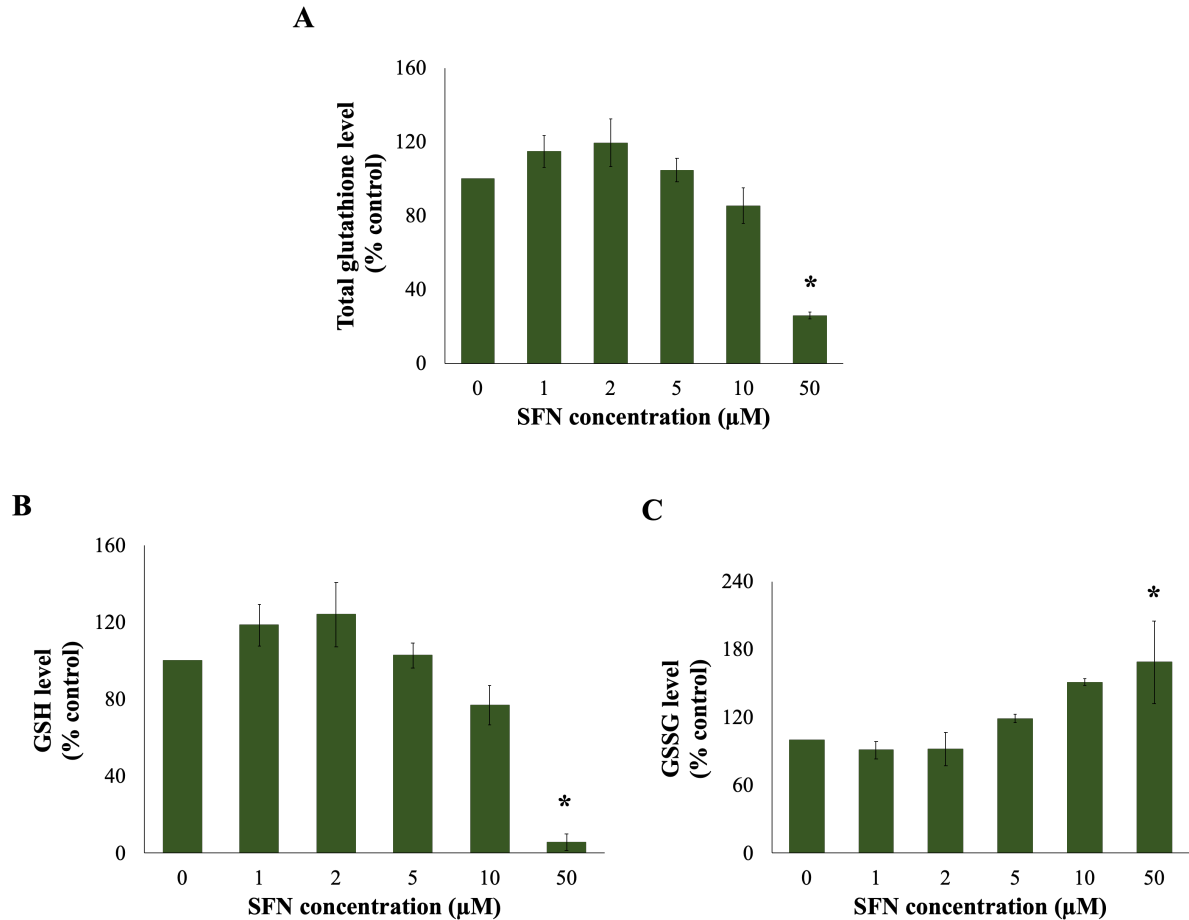 A
Total glutathione level
(% control)
160
120
80
40
0
*
0 1 2 5 10 50
SFN concentration (µM)
B
GSH level
(% control)
160
120
80
40
0
*
0 1 2 5 10 50
SFN concentration (µM)
C
GSSG level
(% control)
240
180
120
60
0
*
0 1 2 5 10 50
SFN concentration (µM)